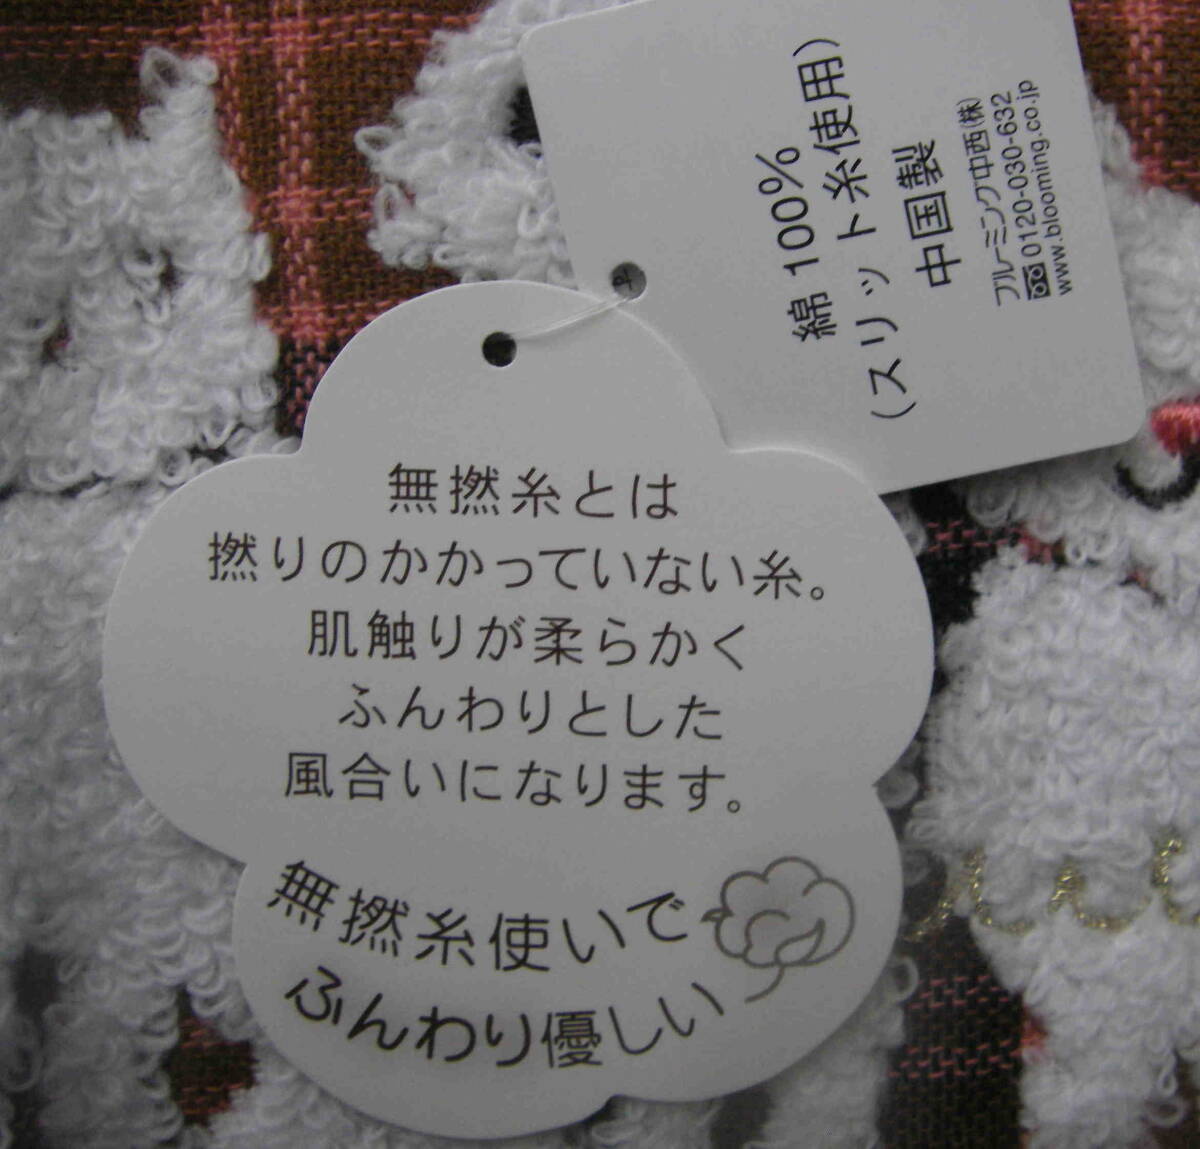 綿 100%
(スリット糸使用)
中国製
ブルーミング中西(株)
0120-030-632
www.blooming.co.jp
無撚糸とは
撚りのかかっていない糸。
肌触りが柔らかく
ふんわりとした
風合いになります。
無撚糸使いで
ふんわり優しい